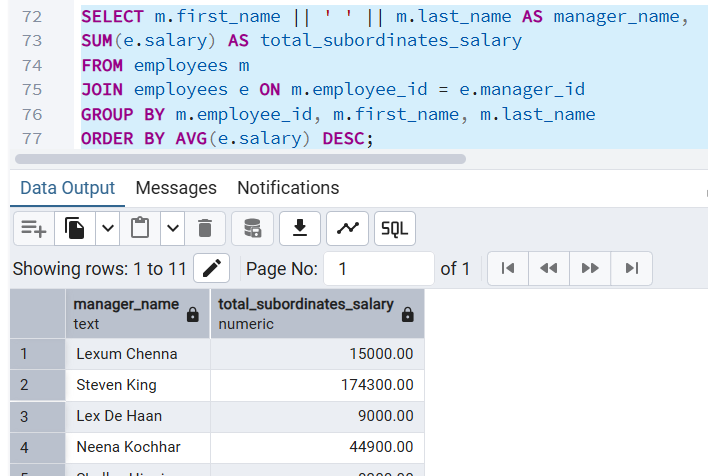 72 SELECT m.first_name || ' ' || m.last_name AS manager_name,
73 SUM(e.salary) AS total_subordinates_salary
74 FROM employees m
75 JOIN employees e ON m.employee_id = e.manager_id
76 GROUP BY m.employee_id, m.first_name, m.last_name
77 ORDER BY AVG(e.salary) DESC;
Data Output Messages Notifications
SQL
Showing rows: 1 to 11 Page No: 1 of 1
manager_name total_subordinates_salary
text numeric
1 Lexum Chenna 15000.00
2 Steven King 174300.00
3 Lex De Haan 9000.00
4 Neena Kochhar 44900.00